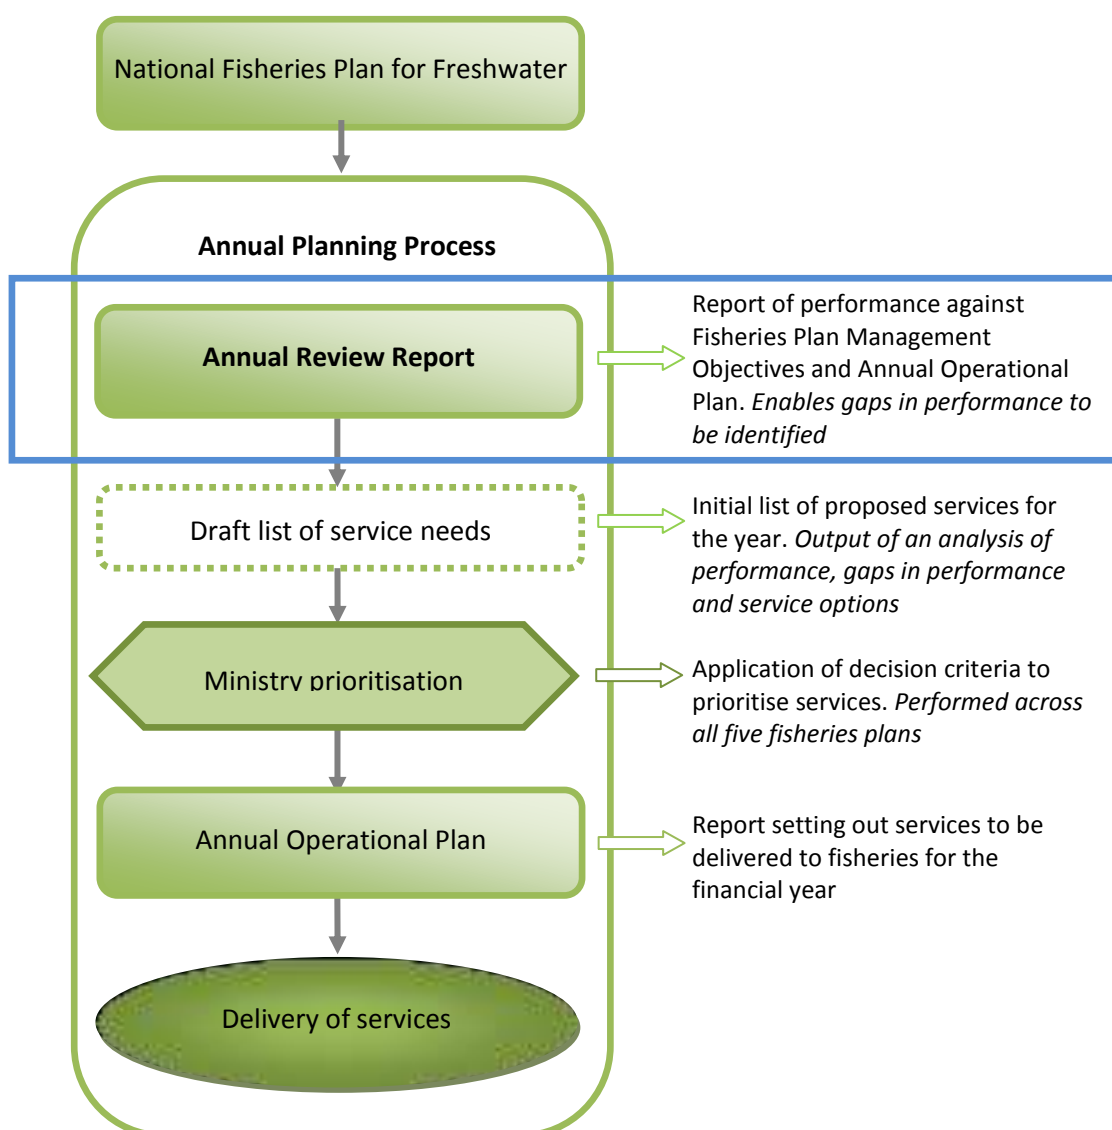 National Fisheries Plan for Freshwater
Annual Planning Process
Annual Review Report
Report of performance against
Fisheries Plan Management
Objectives and Annual Operational
Plan. Enables gaps in performance to
be identified
Draft list of service needs
Initial list of proposed services for
the year. Output of an analysis of
performance, gaps in performance
and service options
Ministry prioritisation
Application of decision criteria to
prioritise services. Performed across
all five fisheries plans
Annual Operational Plan
Report setting out services to be
delivered to fisheries for the
financial year
Delivery of services